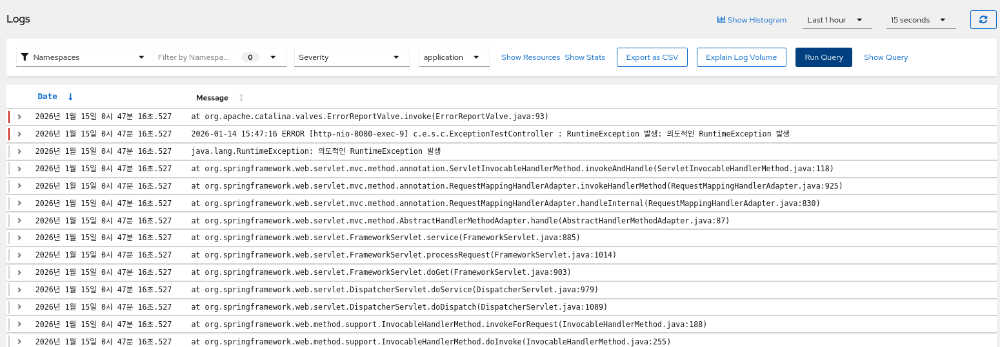 Logs
Show Histogram Last 1 hour 15 seconds
Namespaces Filter by Namespa... 0 Severity application Show Resources Show Stats Export as CSV Explain Log Volume Run Query Show Query
Date Message
2026년 1월 15일 0시 47분 16초.527 at org.apache.catalina.valves.ErrorReportValve.invoke(ErrorReportValve.java:93)
2026년 1월 15일 0시 47분 16초.527 2026-01-14 15:47:16 ERROR [http-nio-8080-exec-9] c.e.s.c.ExceptionTestController : RuntimeException 발생: 의도적인 RuntimeException 발생
2026년 1월 15일 0시 47분 16초.527 java.lang.RuntimeException: 의도적인 RuntimeException 발생
2026년 1월 15일 0시 47분 16초.527 at org.springframework.web.servlet.mvc.method.annotation.ServletInvocableHandlerMethod.invokeAndHandle(ServletInvocableHandlerMethod.java:118)
2026년 1월 15일 0시 47분 16초.527 at org.springframework.web.servlet.mvc.method.annotation.RequestMappingHandlerAdapter.invokeHandlerMethod(RequestMappingHandlerAdapter.java:925)
2026년 1월 15일 0시 47분 16초.527 at org.springframework.web.servlet.mvc.method.annotation.RequestMappingHandlerAdapter.handleInternal(RequestMappingHandlerAdapter.java:830)
2026년 1월 15일 0시 47분 16초.527 at org.springframework.web.servlet.mvc.method.AbstractHandlerMethodAdapter.handle(AbstractHandlerMethodAdapter.java:87)
2026년 1월 15일 0시 47분 16초.527 at org.springframework.web.servlet.FrameworkServlet.service(FrameworkServlet.java:885)
2026년 1월 15일 0시 47분 16초.527 at org.springframework.web.servlet.FrameworkServlet.processRequest(FrameworkServlet.java:1014)
2026년 1월 15일 0시 47분 16초.527 at org.springframework.web.servlet.FrameworkServlet.doGet(FrameworkServlet.java:903)
2026년 1월 15일 0시 47분 16초.527 at org.springframework.web.servlet.DispatcherServlet.doService(DispatcherServlet.java:979)
2026년 1월 15일 0시 47분 16초.527 at org.springframework.web.servlet.DispatcherServlet.doDispatch(DispatcherServlet.java:1089)
2026년 1월 15일 0시 47분 16초.527 at org.springframework.web.method.support.InvocableHandlerMethod.invokeForRequest(InvocableHandlerMethod.java:188)
2026년 1월 15일 0시 47분 16초.527 at org.springframework.web.method.support.InvocableHandlerMethod.doInvoke(InvocableHandlerMethod.java:255)